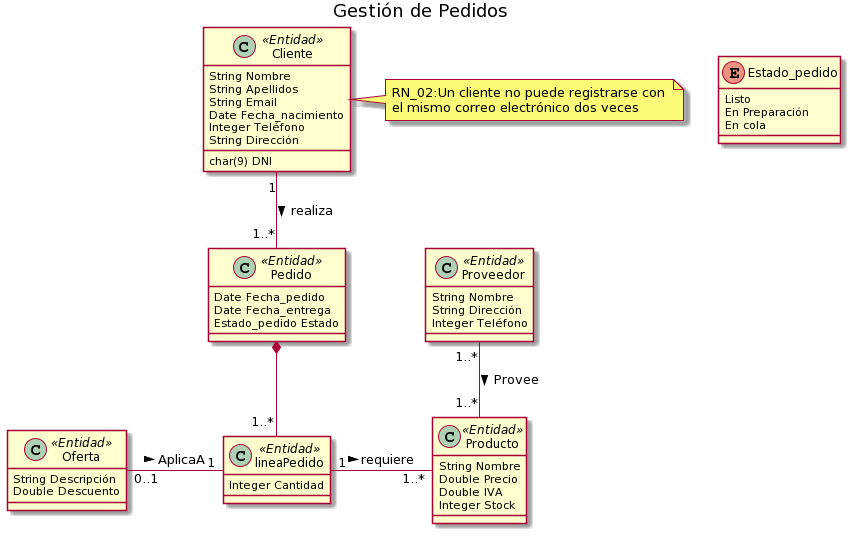 Gestión de Pedidos
C «Entidad»
Cliente
String Nombre
String Apellidos
String Email
Date Fecha_nacimiento
Integer Teléfono
String Dirección
char(9) DNI
RN_02:Un cliente no puede registrarse con
el mismo correo electrónico dos veces
E Estado_pedido
Listo
En Preparación
En cola
1
realiza
1..*
C «Entidad»
Pedido
Date Fecha_pedido
Date Fecha_entrega
Estado_pedido Estado
C «Entidad»
Proveedor
String Nombre
String Dirección
Integer Teléfono
1..*
Provee
1..*
1..*
C «Entidad»
Oferta
String Descripción
Double Descuento
AplicaA
0..1
1
C «Entidad»
lineaPedido
Integer Cantidad
1
requiere
1..*
C «Entidad»
Producto
String Nombre
Double Precio
Double IVA
Integer Stock